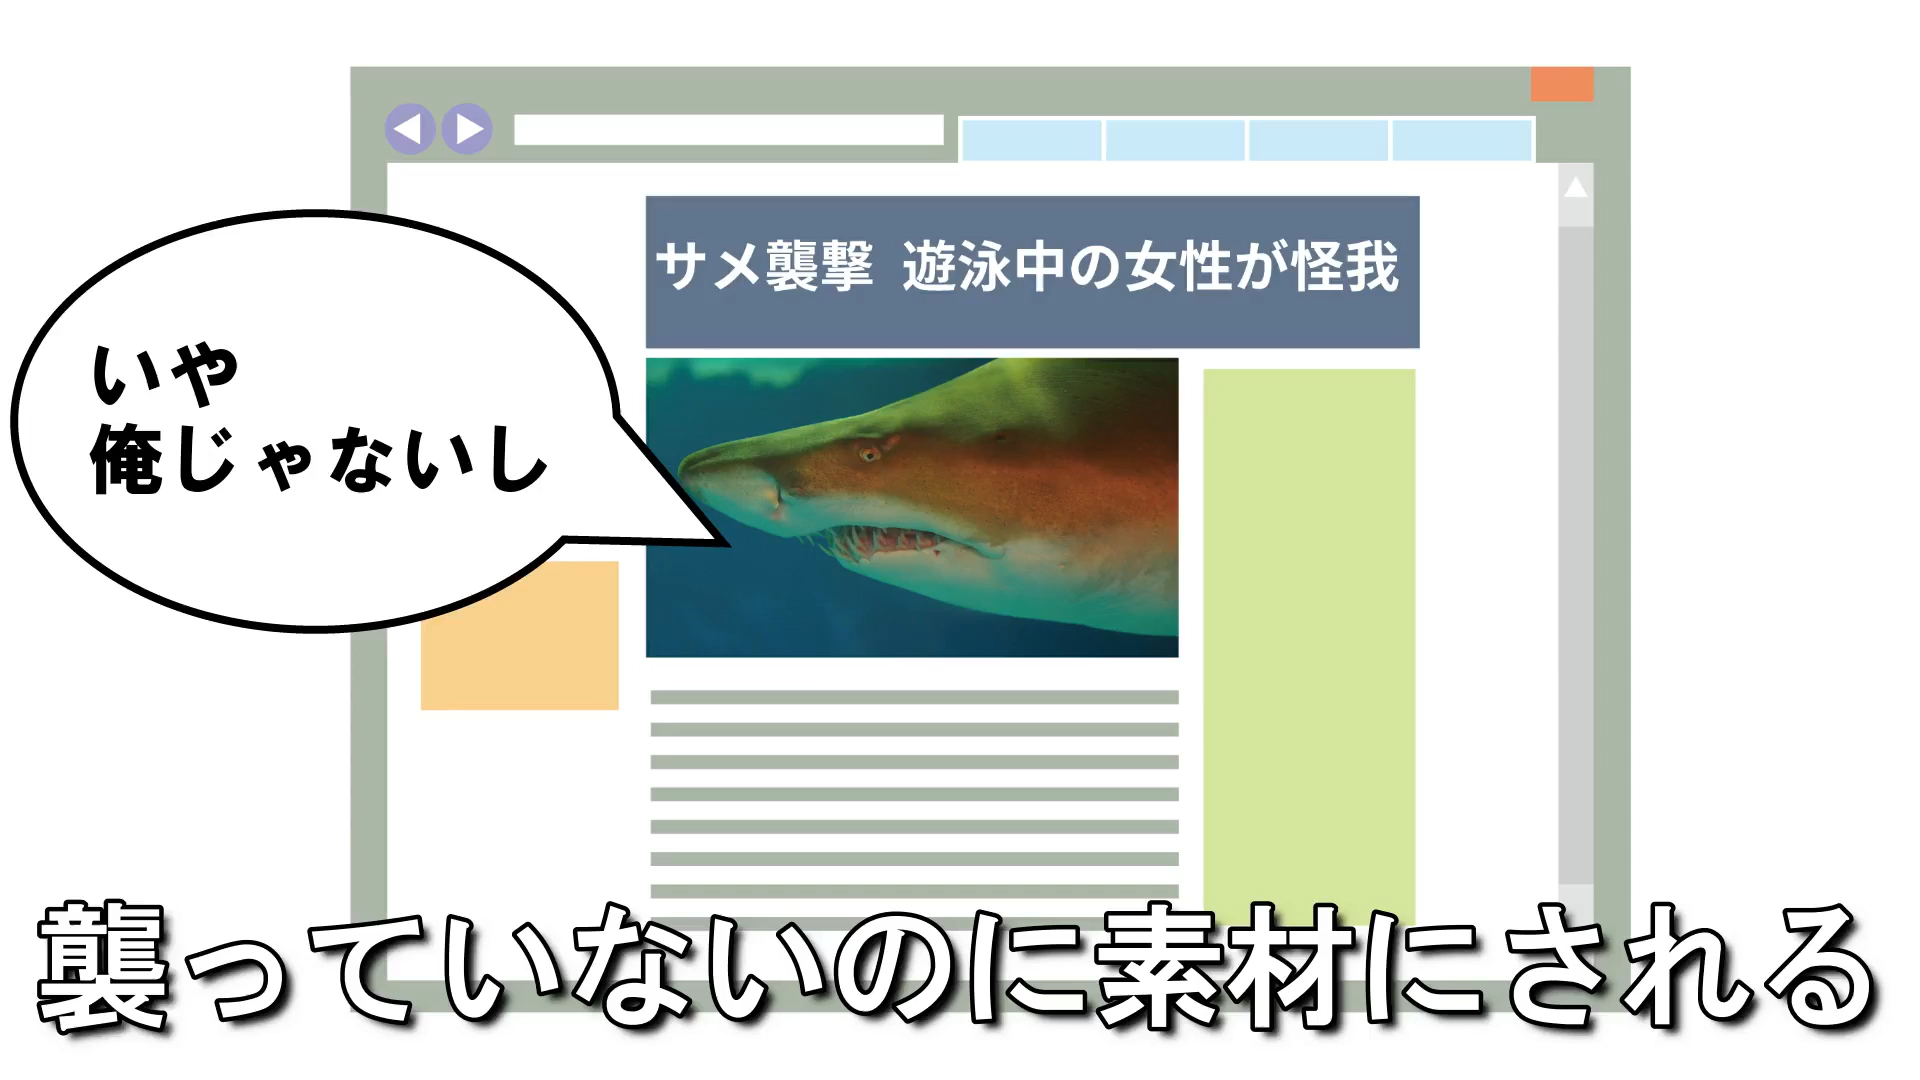 サメ襲撃 遊泳中の女性が怪我
いや
俺じゃないし
襲っていないのに素材にされる